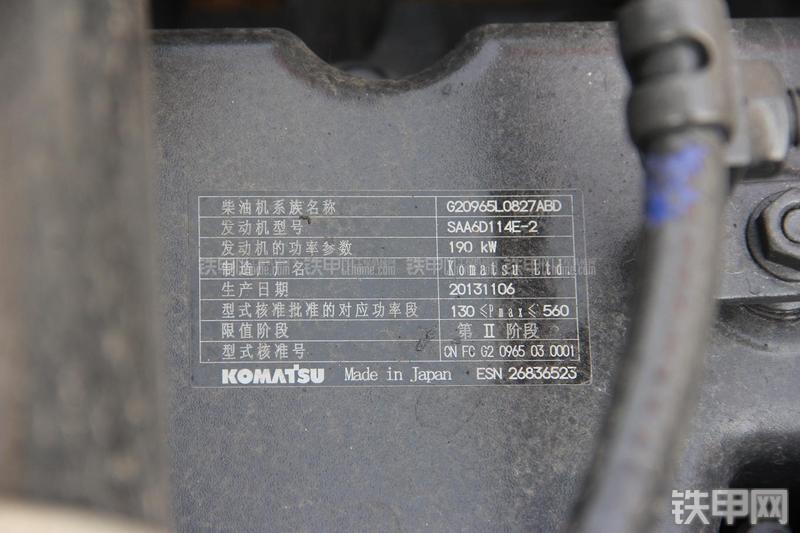 柴油机系族名称 G20965L0827ABD
发动机型号 SAA6D114E-2
发动机的功率参数 190 kW
制造厂厂名 Komatsu Ltd
生产日期 20131106
型式核准批准的对应功率段 130≤Pmax≤560
限值阶段 第Ⅱ阶段
型式核准号 CN FC G2 0965 03 0001
KOMATSU Made in Japan ESN 26836523
铁甲网